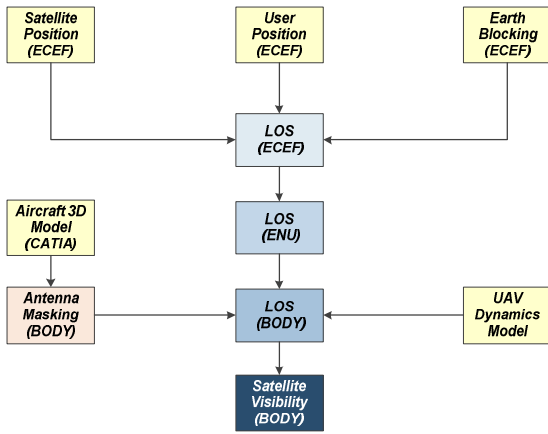 Satellite
Position
(ECEF)
User
Position
(ECEF)
Earth
Blocking
(ECEF)
LOS
(ECEF)
Aircraft 3D
Model
(CATIA)
LOS
(ENU)
Antenna
Masking
(BODY)
LOS
(BODY)
UAV
Dynamics
Model
Satellite
Visibility
(BODY)